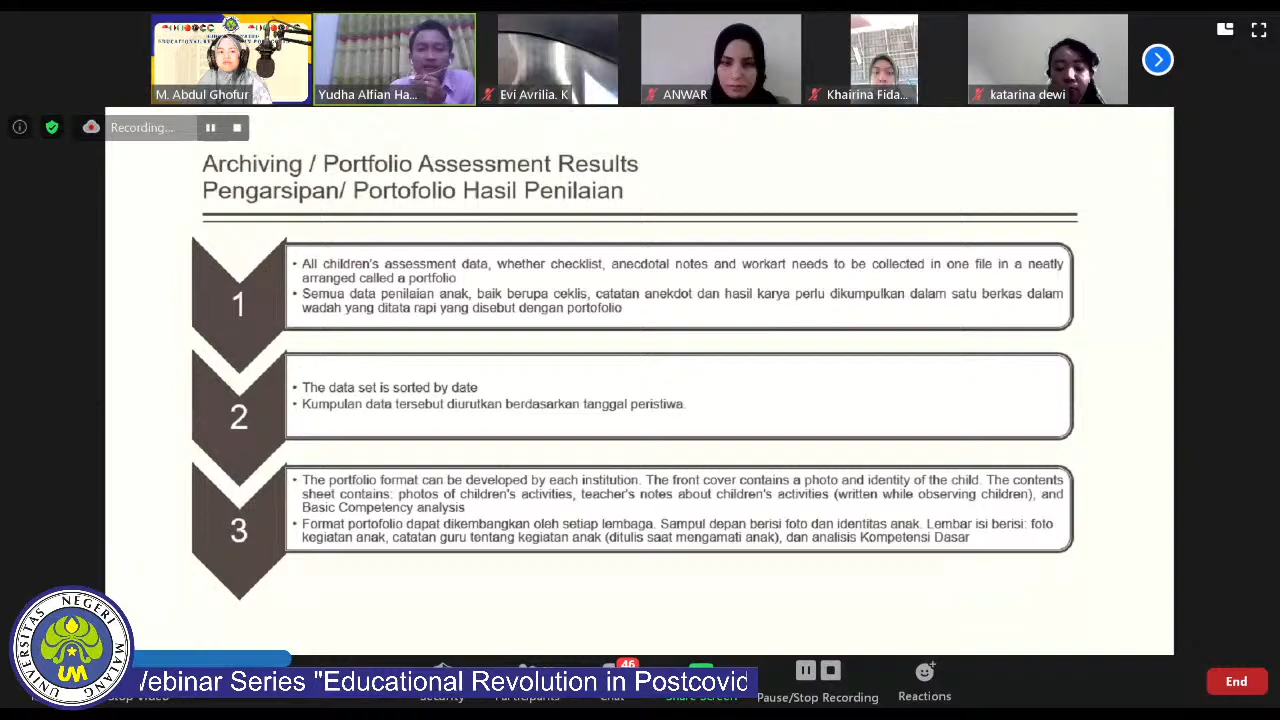 M. Abdul Ghofur
Yudha Alfian Ha...
Evi Avrilia. K
ANWAR
Khairina Fida...
katarina dewi
Recording...
Archiving / Portfolio Assessment Results
Pengarsipan/ Portofolio Hasil Penilaian
1
• All children's assessment data, whether checklist, anecdotal notes and workart needs to be collected in one file in a neatly
arranged called a portfolio
• Semua data penilaian anak, baik berupa ceklis, catatan anekdot dan hasil karya perlu dikumpulkan dalam satu berkas dalam
wadah yang ditata rapi yang disebut dengan portofolio
2
• The data set is sorted by date
• Kumpulan data tersebut diurutkan berdasarkan tanggal peristiwa.
3
• The portfolio format can be developed by each institution. The front cover contains a photo and identity of the child. The contents
sheet contains: photos of children's activities, teacher's notes about children's activities (written while observing children), and
Basic Competency analysis
• Format portofolio dapat dikembangkan oleh setiap lembaga. Sampul depan berisi foto dan identitas anak. Lembar isi berisi: foto
kegiatan anak, catatan guru tentang kegiatan anak (ditulis saat mengamati anak), dan analisis Kompetensi Dasar
UNIVERSITAS NEGERI MALANG
UM
46
Webinar Series "Educational Revolution in Postcovid
Pause/Stop Recording
Reactions
End